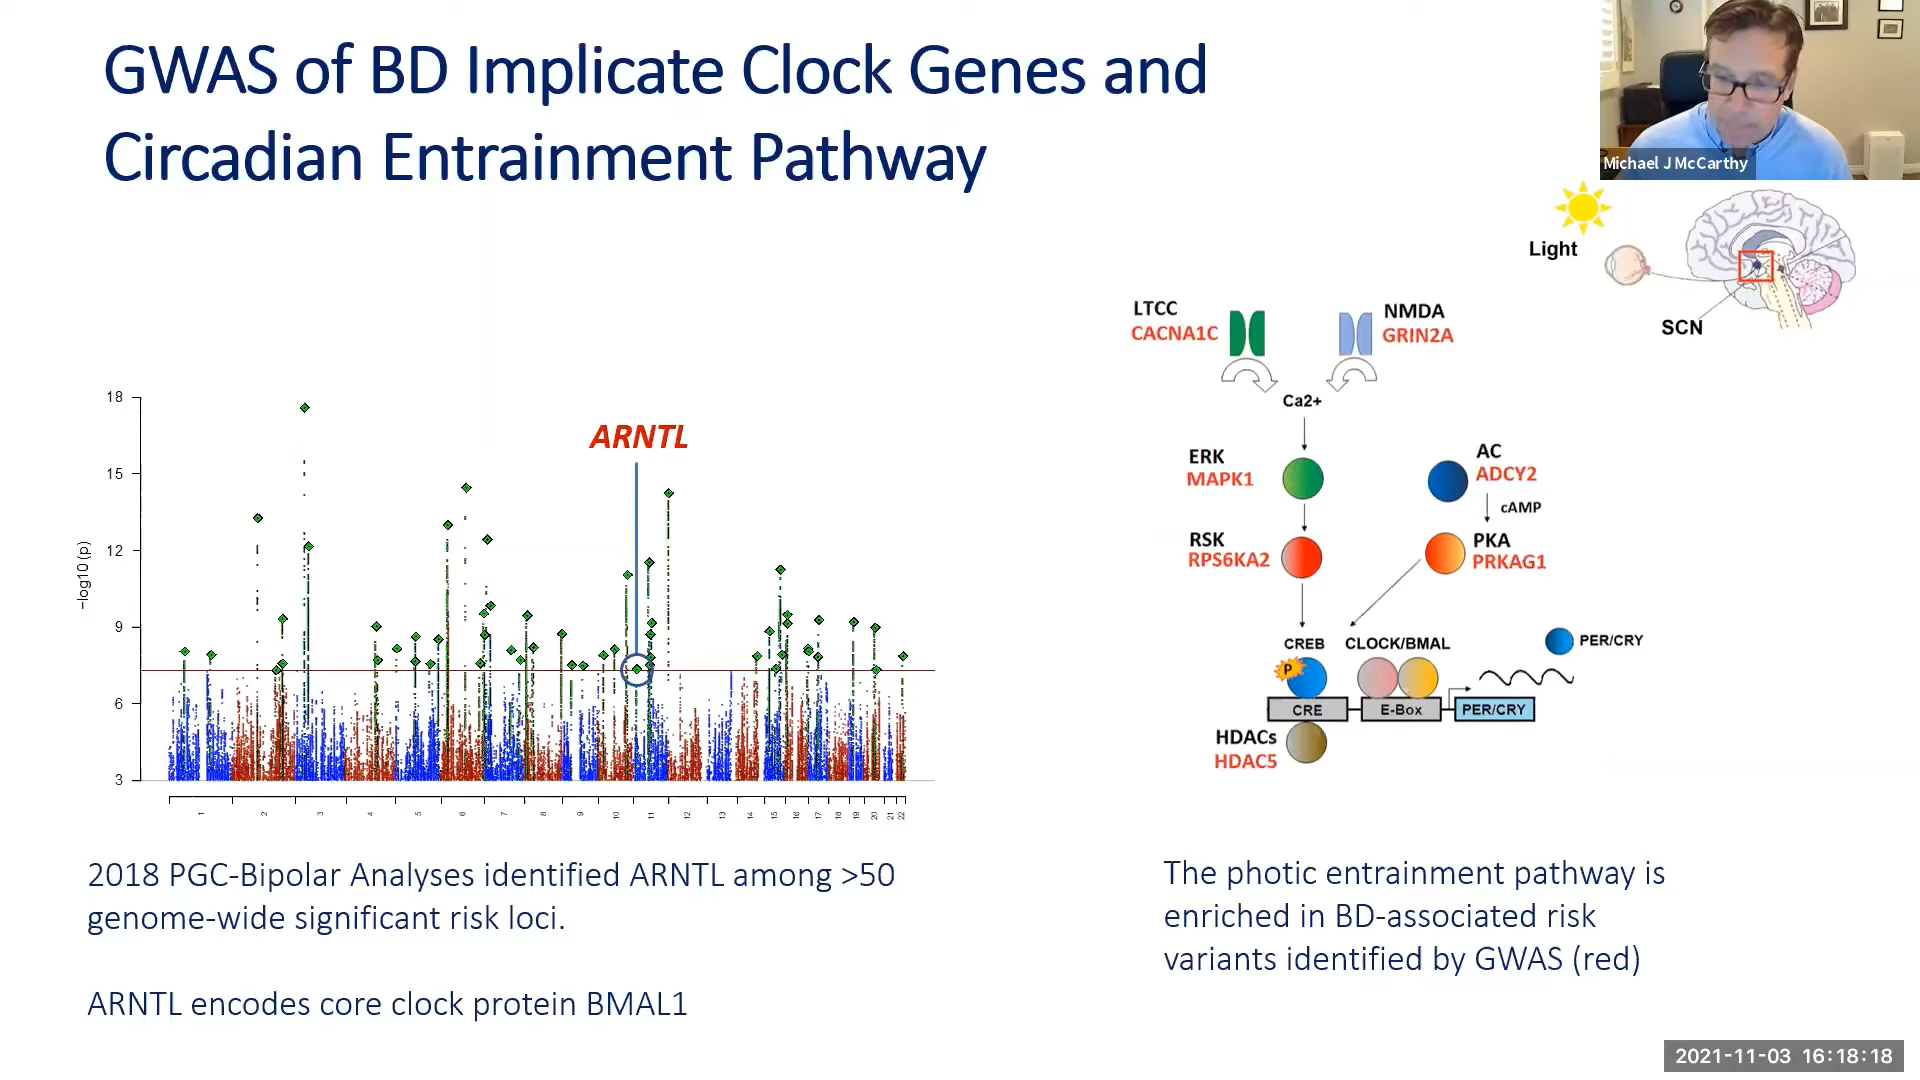 GWAS of BD Implicate Clock Genes and
Circadian Entrainment Pathway
Michael J McCarthy
Light
SCN
LTCC
CACNA1C
NMDA
GRIN2A
Ca2+
ERK
MAPK1
AC
ADCY2
cAMP
RSK
RPS6KA2
PKA
PRKAG1
CREB
CLOCK/BMAL
PER/CRY
P
CRE
E-Box
PER/CRY
HDACs
HDAC5
ARNTL
−log10 (p)
18
15
12
9
6
3
1 2 3 4 5 6 7 8 9 10 11 12 13 14 15 16 17 18 19 20 21 22
2018 PGC-Bipolar Analyses identified ARNTL among >50
genome-wide significant risk loci.
ARNTL encodes core clock protein BMAL1
The photic entrainment pathway is
enriched in BD-associated risk
variants identified by GWAS (red)
2021-11-03 16:18:18